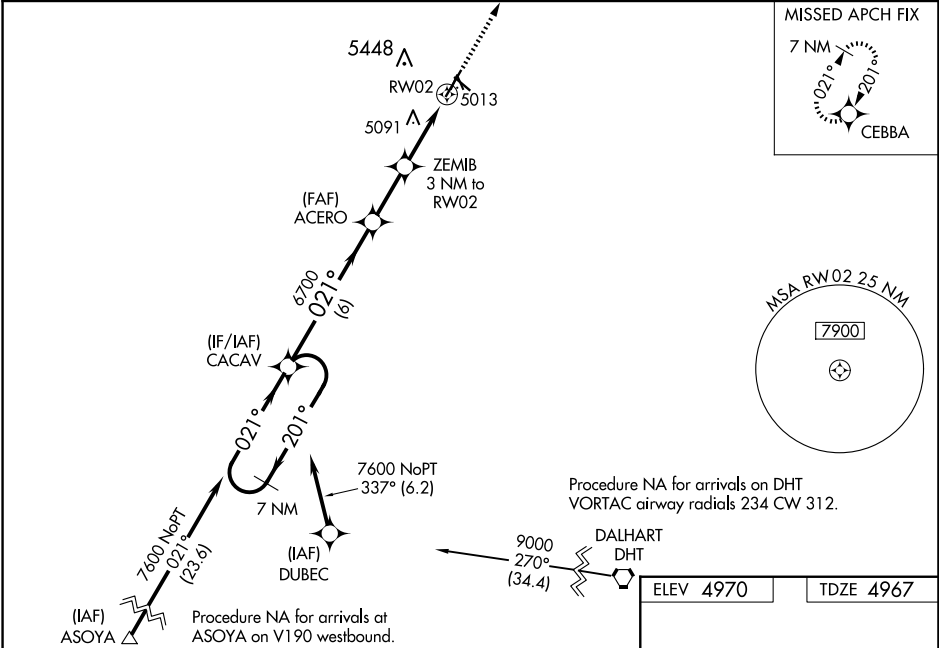 MISSED APCH FIX
7 NM
021°
201°
CEBBA
5448
RW02
5013
5091
ZEMIB
3 NM to
RW02
(FAF)
ACERO
6700
021°
(6)
(IF/IAF)
CACAV
MSA RW02 25 NM
7900
021°
201°
7 NM
7600 NoPT
337° (6.2)
Procedure NA for arrivals on DHT
VORTAC airway radials 234 CW 312.
7600 NoPT
021°
(23.6)
(IAF)
DUBEC
9000
270°
(34.4)
DALHART
DHT
(IAF)
ASOYA
Procedure NA for arrivals at
ASOYA on V190 westbound.
ELEV 4970
TDZE 4967